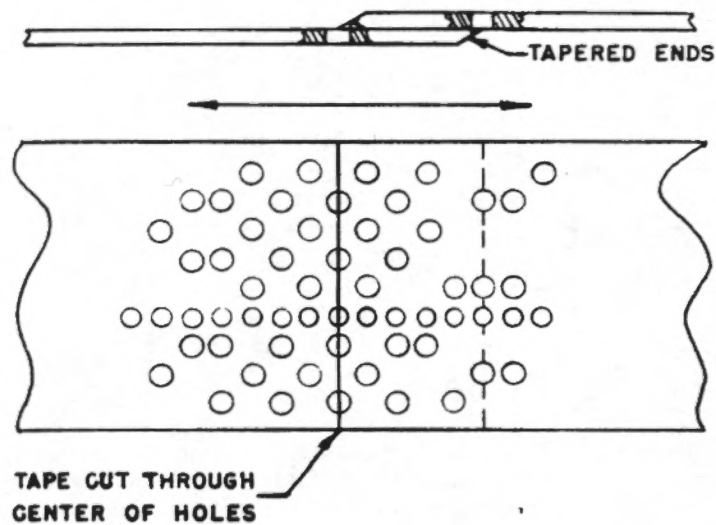 TAPERED ENDS
TAPE CUT THROUGH
CENTER OF HOLES